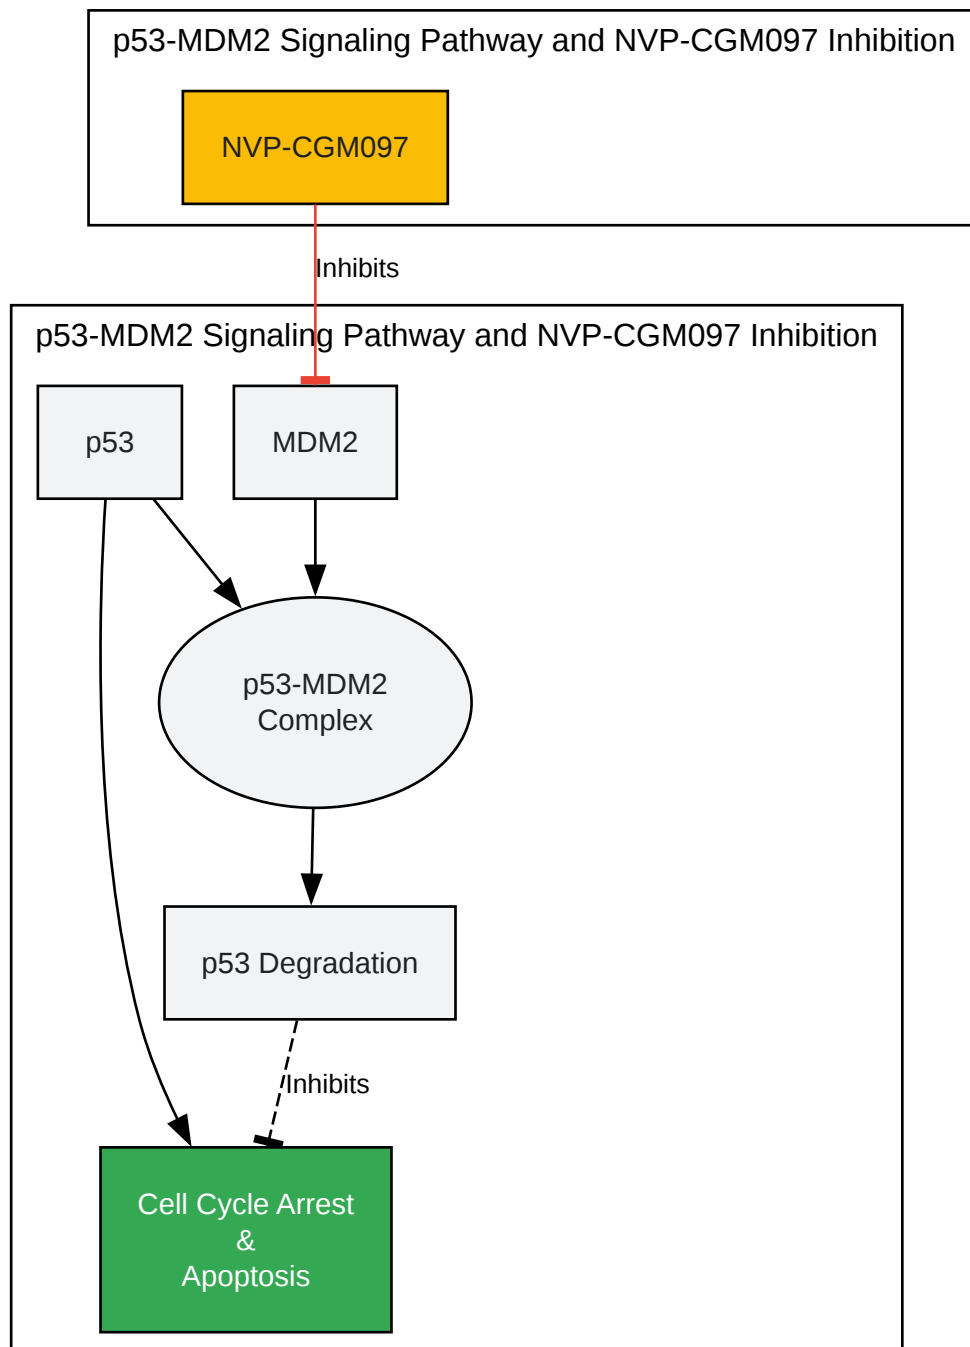 p53-MDM2 Signaling Pathway and NVP-CGM097 Inhibition
NVP-CGM097
Inhibits
p53-MDM2 Signaling Pathway and NVP-CGM097 Inhibition
p53
MDM2
p53-MDM2
Complex
p53 Degradation
Inhibits
Cell Cycle Arrest
&
Apoptosis